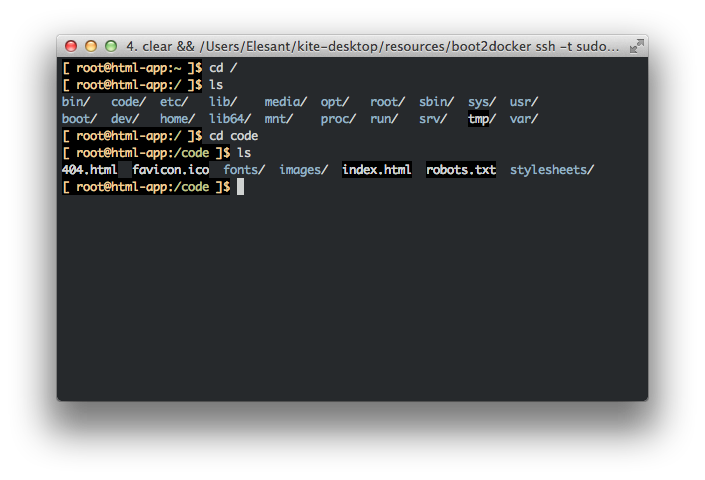 4. clear && /Users/Elesant/kite-desktop/resources/boot2docker ssh -t sudo...
[ root@html-app:~ ]$ cd /
[ root@html-app:/ ]$ ls
bin/ code/ etc/ lib/ media/ opt/ root/ sbin/ sys/ usr/
boot/ dev/ home/ lib64/ mnt/ proc/ run/ srv/ tmp/ var/
[ root@html-app:/ ]$ cd code
[ root@html-app:/code ]$ ls
404.html favicon.ico fonts/ images/ index.html robots.txt stylesheets/
[ root@html-app:/code ]$